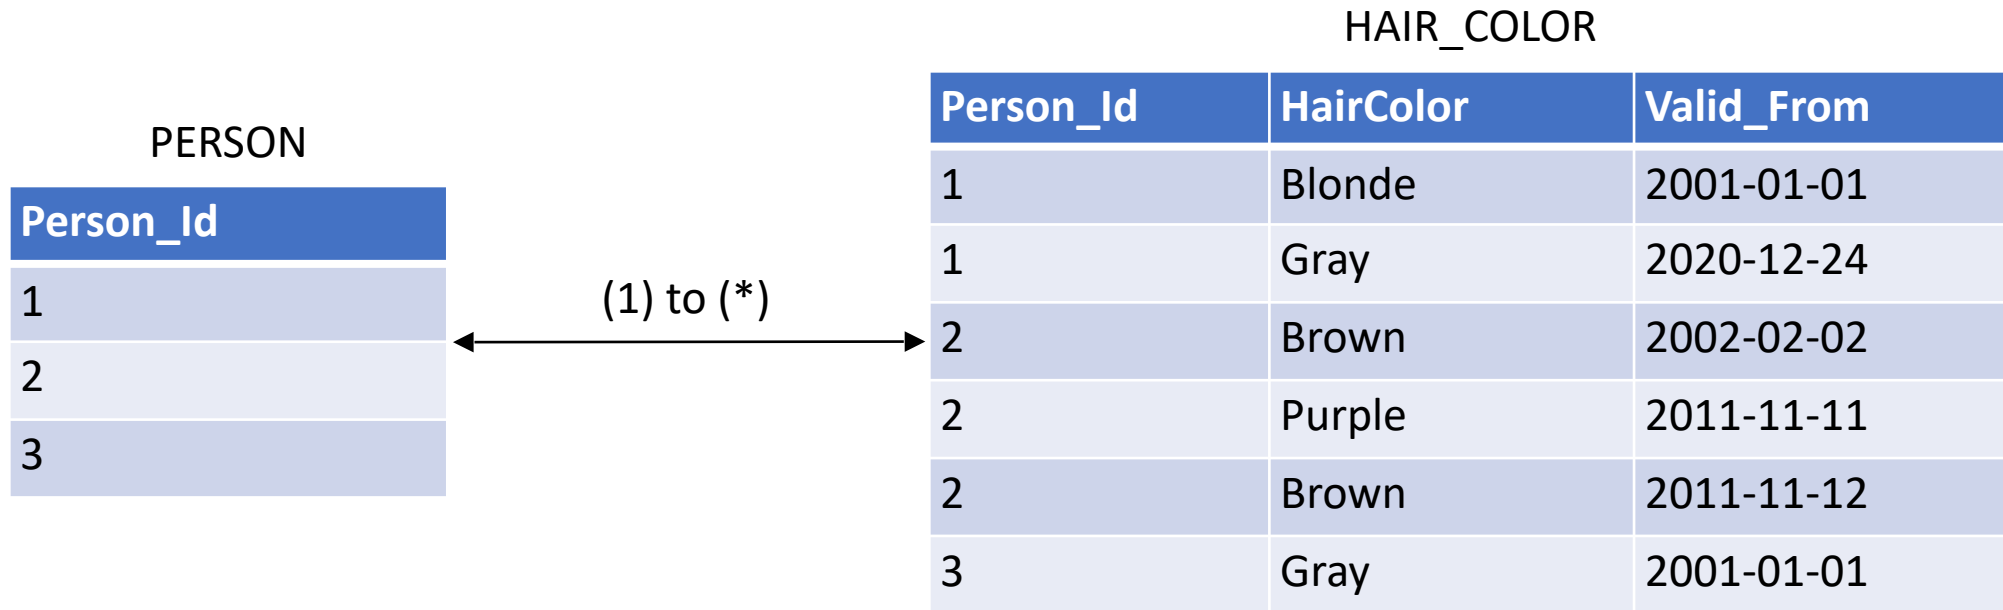 PERSON
Person_Id
1
2
3
(1) to (*)
HAIR_COLOR
Person_Id HairColor Valid_From
1 Blonde 2001-01-01
1 Gray 2020-12-24
2 Brown 2002-02-02
2 Purple 2011-11-11
2 Brown 2011-11-12
3 Gray 2001-01-01